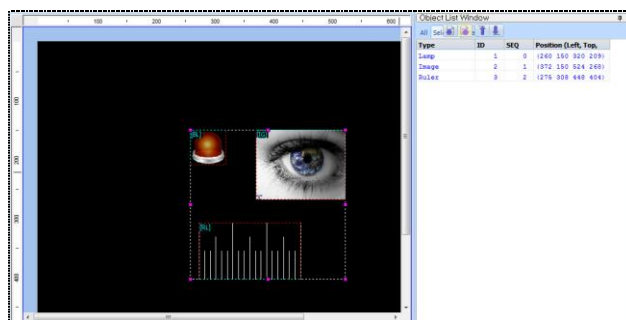 Object List Window
100 200 300 400 500 600
All Sel
Type ID SEQ Position (Left, Top,
Lamp 1 0 (260 150 320 209)
Image 2 1 (372 150 524 268)
Ruler 3 2 (275 308 448 404)
100
200
300
400
[RL]